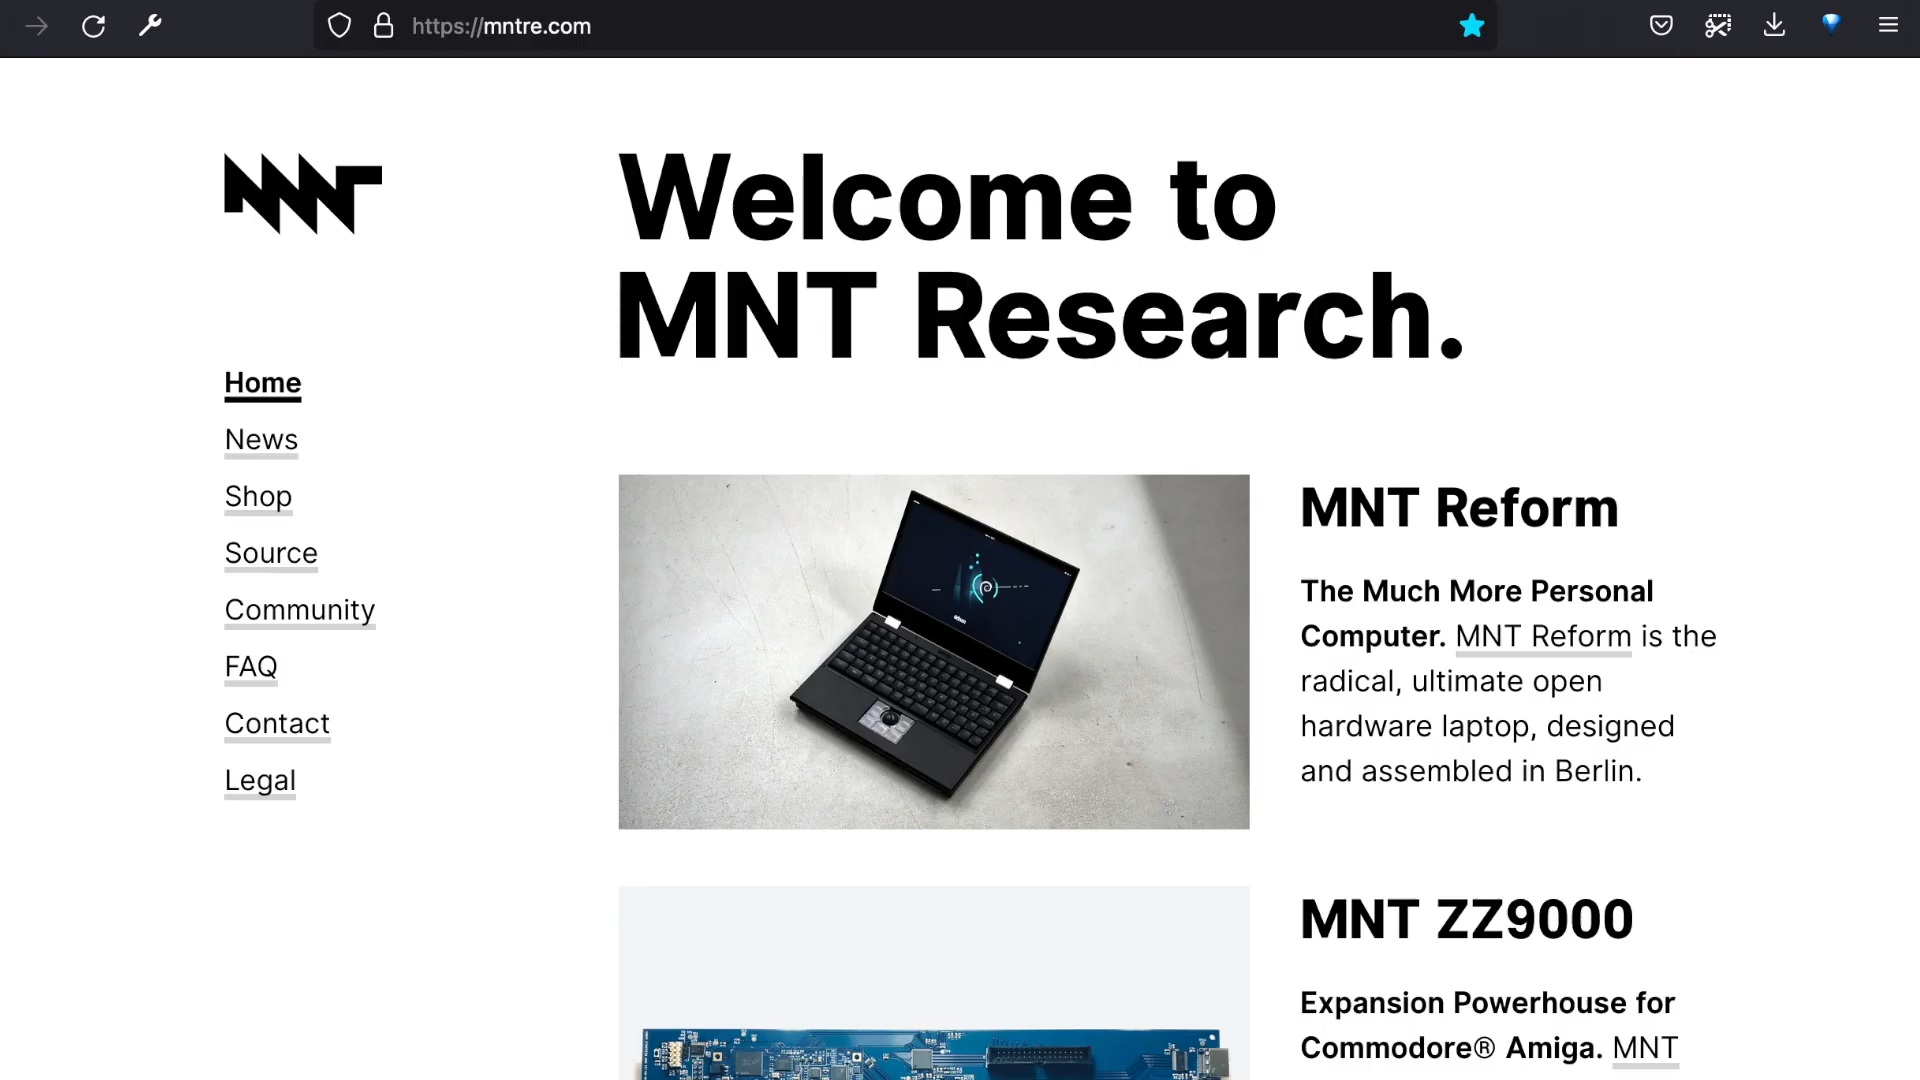 https://mntre.com
MNT
Welcome to
MNT Research.
Home
News
Shop
Source
Community
FAQ
Contact
Legal
MNT Reform
The Much More Personal
Computer. MNT Reform is the
radical, ultimate open
hardware laptop, designed
and assembled in Berlin.
MNT ZZ9000
Expansion Powerhouse for
Commodore® Amiga. MNT